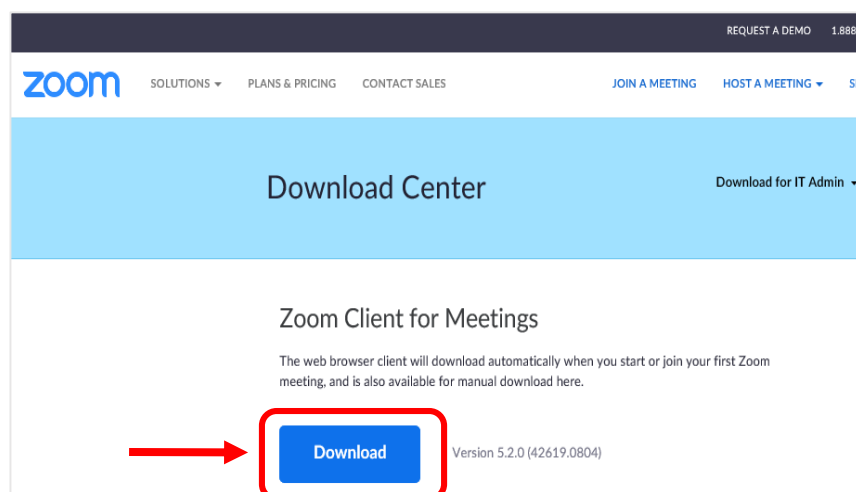 REQUEST A DEMO 1.888
zoom SOLUTIONS PLANS & PRICING CONTACT SALES JOIN A MEETING HOST A MEETING
Download Center
Download for IT Admin
Zoom Client for Meetings
The web browser client will download automatically when you start or join your first Zoom
meeting, and is also available for manual download here.
Download Version 5.2.0 (42619.0804)